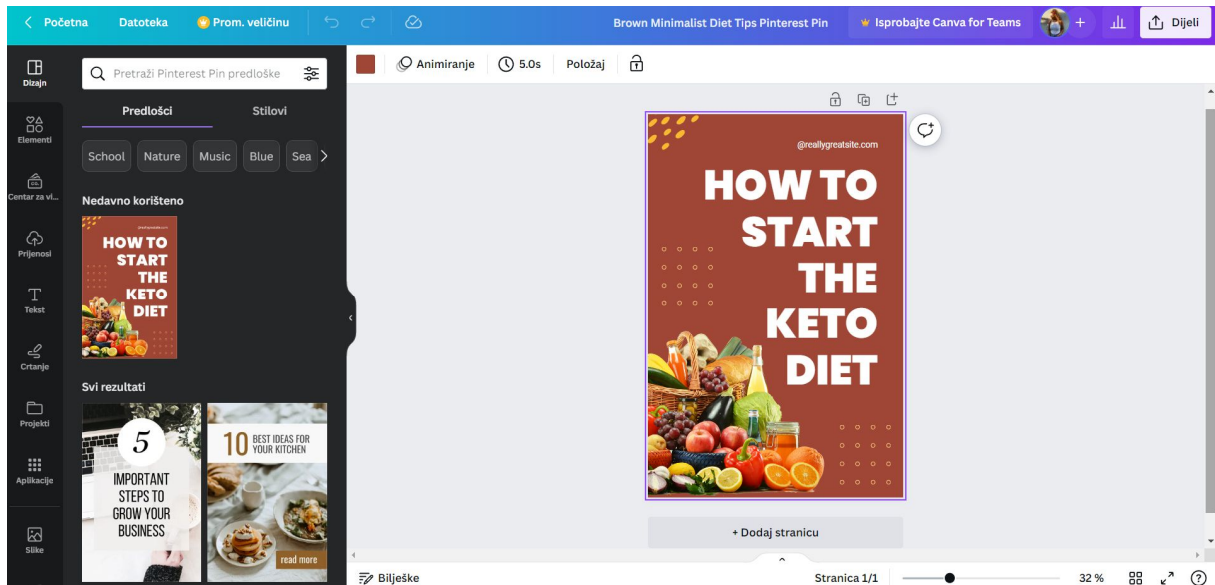 Početna Datoteka Prom. veličinu Brown Minimalist Diet Tips Pinterest Pin Isprobajte Canva for Teams Dijeli
Dizajn
Elementi
Centar za vi...
Prijenosi
Tekst
Crtanje
Projekti
Aplikacije
Slike
Pretraži Pinterest Pin predloške
Predlošci Stilovi
School Nature Music Blue Sea
Nedavno korišteno
HOW TO
START
THE
KETO
DIET
Svi rezultati
5
IMPORTANT
STEPS TO
GROW YOUR
BUSINESS
10 BEST IDEAS FOR
YOUR KITCHEN
read more
Animiranje 5.0s Položaj
@reallygreatsite.com
HOW TO
START
THE
KETO
DIET
+ Dodaj stranicu
Bilješke Stranica 1/1 32 %